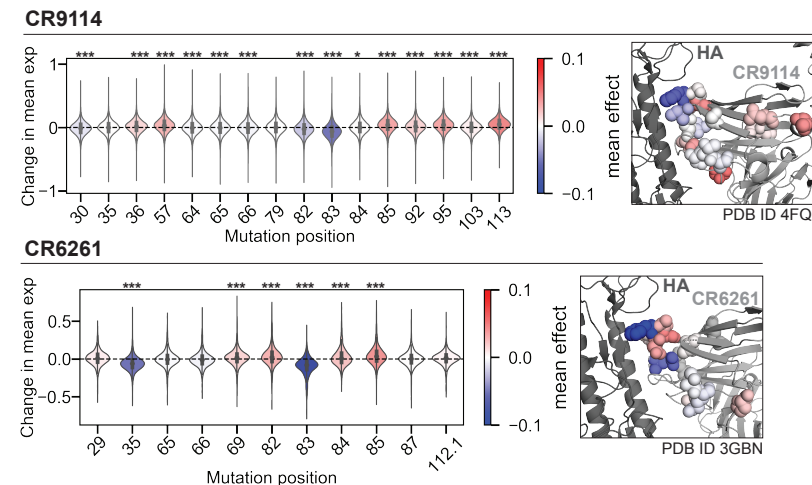 CR9114
*** *** *** *** *** *** *** *** * *** *** *** *** ***
Change in mean exp
1
0
−1
30 35 36 57 64 65 66 79 82 83 84 85 92 95 103 113
Mutation position
0.1
0.0
−0.1
mean effect
HA
CR9114
PDB ID 4FQ
CR6261
*** *** *** *** *** ***
Change in mean exp
0.5
0.0
−0.5
29 35 65 66 69 82 83 84 85 87 112.1
Mutation position
0.1
0.0
−0.1
mean effect
HA
CR6261
PDB ID 3GBN